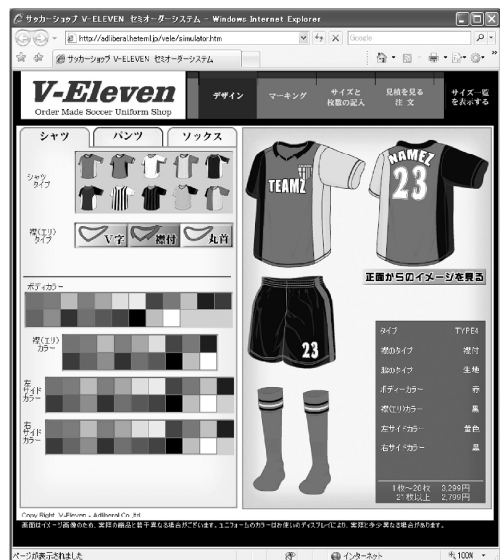 サッカーショップ V-ELEVEN セミオーダーシステム - Windows Internet Explorer
http://adliberal.heteml.jp/vele/simulator.htm
Google
サッカーショップ V-ELEVEN セミオーダーシステム
V-Eleven
Order Made Soccer Uniform Shop
デザイン
マーキング
サイズと
枚数の記入
見積を見る
注 文
サイズ一覧
を表示する
シャツ
パンツ
ソックス
シャツ
タイプ
襟(エリ)
タイプ
V字
襟付
丸首
ボディカラー
襟(エリ)
カラー
左
サイド
カラー
右
サイド
カラー
TEAMZ
NAMEZ
23
正面からのイメージを見る
23
タイプ TYPE4
襟のタイプ 襟付
生地
ボディーカラー 赤
襟(エリ)カラー 黒
左サイドカラー
右サイドカラー 黒
1枚〜20枚 3,299円
21枚以上 2,799円
Copy Right V-Eleven - Adliberal Co.,ltd
画面はイメージ画像のため、実際の商品と若干異なる場合がございます。ユニフォームのカラーはお使いのディスプレイにより、実際と多少異なる場合があります。
ページが表示されました
インターネット
100%